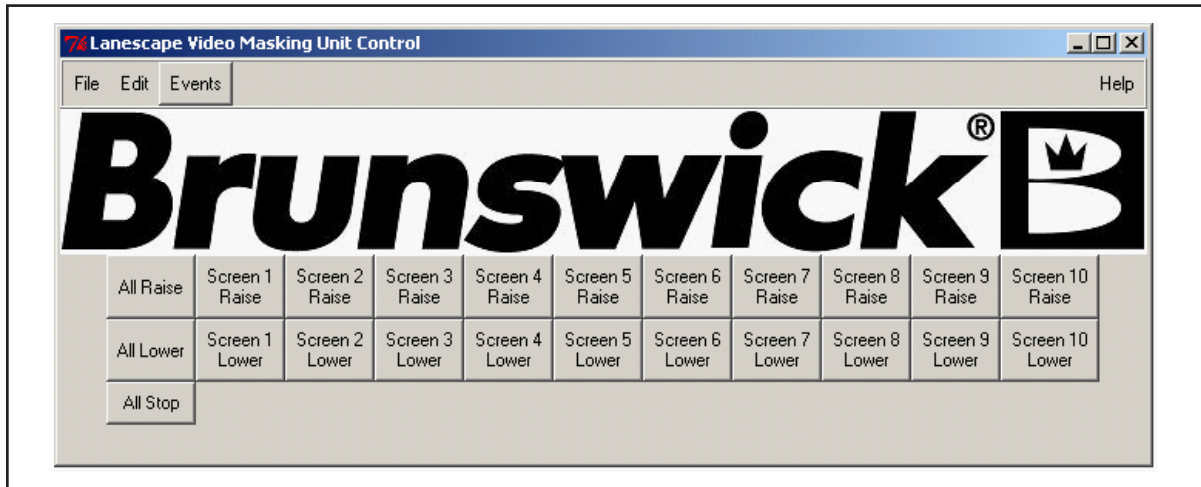 Lanescape Video Masking Unit Control
File Edit Events Help
Brunswick®
All Raise Screen 1 Raise Screen 2 Raise Screen 3 Raise Screen 4 Raise Screen 5 Raise Screen 6 Raise Screen 7 Raise Screen 8 Raise Screen 9 Raise Screen 10 Raise
All Lower Screen 1 Lower Screen 2 Lower Screen 3 Lower Screen 4 Lower Screen 5 Lower Screen 6 Lower Screen 7 Lower Screen 8 Lower Screen 9 Lower Screen 10 Lower
All Stop